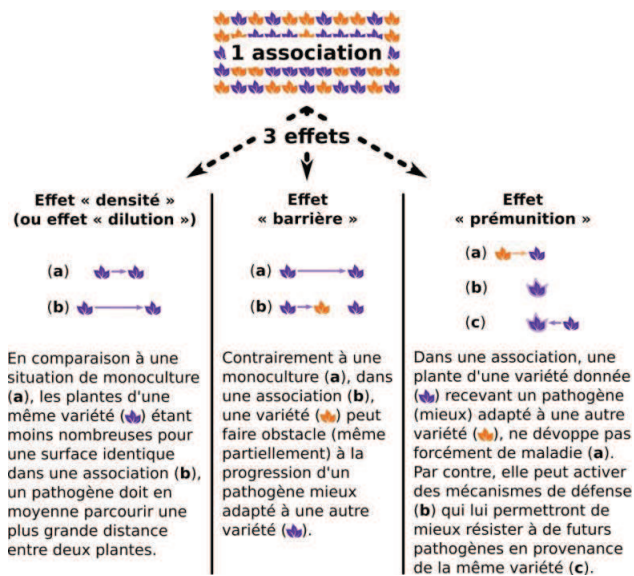 1 association
3 effets
Effet « densité »
(ou effet « dilution »)
(a)
(b)
En comparaison à une
situation de monoculture
(a), les plantes d'une
même variété ( ) étant
moins nombreuses pour
une surface identique
dans une association (b),
un pathogène doit en
moyenne parcourir une
plus grande distance
entre deux plantes.
Effet
« barrière »
(a)
(b)
Contrairement à une
monoculture (a), dans
une association (b),
une variété ( ) peut
faire obstacle (même
partiellement) à la
progression d'un
pathogène mieux
adapté à une autre
variété ( ).
Effet
« prémunition »
(a)
(b)
(c)
Dans une association, une
plante d'une variété donnée
( ) recevant un pathogène
(mieux) adapté à une autre
variété ( ), ne dévoppe pas
forcément de maladie (a).
Par contre, elle peut activer
des mécanismes de défense
(b) qui lui permettront de
mieux résister à de futurs
pathogènes en provenance
de la même variété (c).